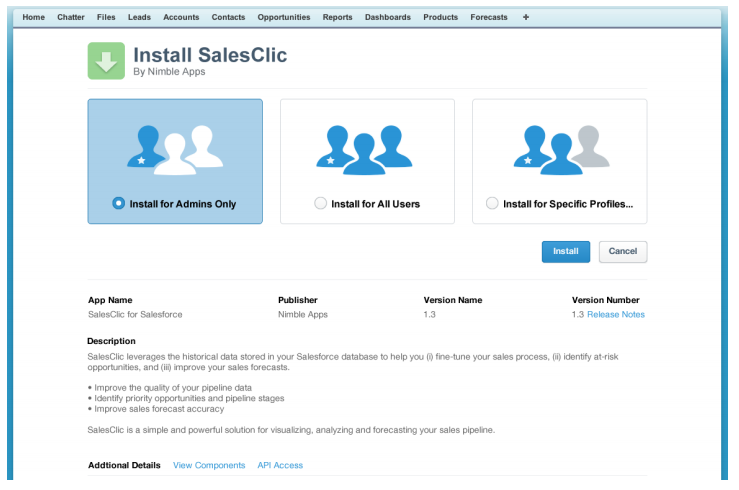 Home Chatter Files Leads Accounts Contacts Opportunities Reports Dashboards Products Forecasts +
Install SalesClic
By Nimble Apps
Install for Admins Only Install for All Users Install for Specific Profiles...
Install Cancel
App Name Publisher Version Name Version Number
SalesClic for Salesforce Nimble Apps 1.3 1.3 Release Notes
Description
SalesClic leverages the historical data stored in your Salesforce database to help you (i) fine-tune your sales process, (ii) identify at-risk
opportunities, and (iii) improve your sales forecasts.
• Improve the quality of your pipeline data
• Identify priority opportunities and pipeline stages
• Improve sales forecast accuracy
SalesClic is a simple and powerful solution for visualizing, analyzing and forecasting your sales pipeline.
Addtional Details View Components API Access